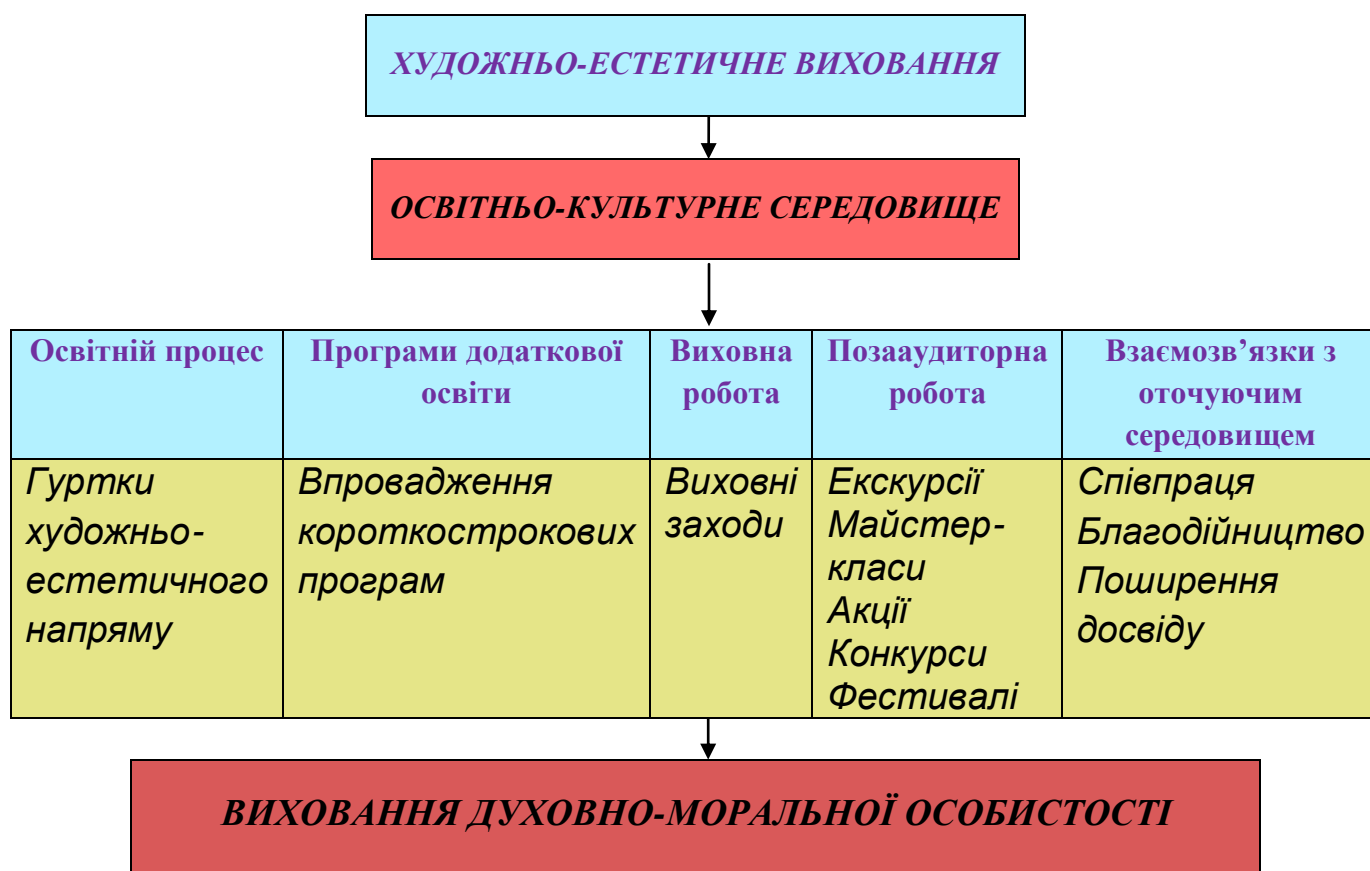 ХУДОЖНЬО-ЕСТЕТИЧНЕ ВИХОВАННЯ
ОСВІТНЬО-КУЛЬТУРНЕ СЕРЕДОВИЩЕ
Освітній процес
Програми додаткової
освіти
Виховна
робота
Позааудиторна
робота
Взаємозв’язки з
оточуючим
середовищем
Гуртки
художньо-
естетичного
напряму
Впровадження
короткострокових
програм
Виховні
заходи
Екскурсії
Майстер-
класи
Акції
Конкурси
Фестивалі
Співпраця
Благодійництво
Поширення
досвіду
ВИХОВАННЯ ДУХОВНО-МОРАЛЬНОЇ ОСОБИСТОСТІ